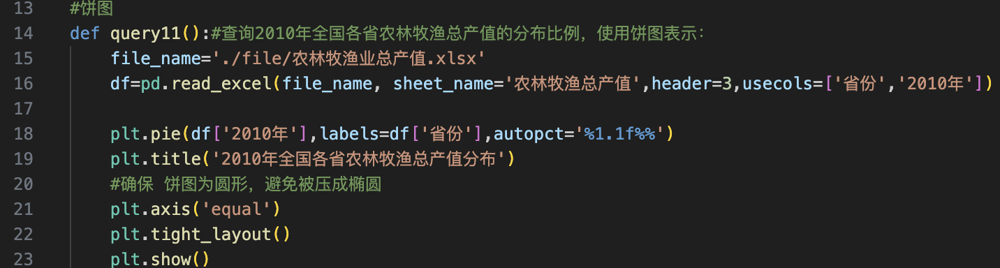 13 #饼图
14 def query11():#查询2010年全国各省农林牧渔总产值的分布比例，使用饼图表示：
15 file_name='./file/农林牧渔业总产值.xlsx'
16 df=pd.read_excel(file_name, sheet_name='农林牧渔总产值',header=3,usecols=['省份','2010年'])
17
18 plt.pie(df['2010年'],labels=df['省份'],autopct='%1.1f%%')
19 plt.title('2010年全国各省农林牧渔总产值分布')
20 #确保 饼图为圆形，避免被压成椭圆
21 plt.axis('equal')
22 plt.tight_layout()
23 plt.show()